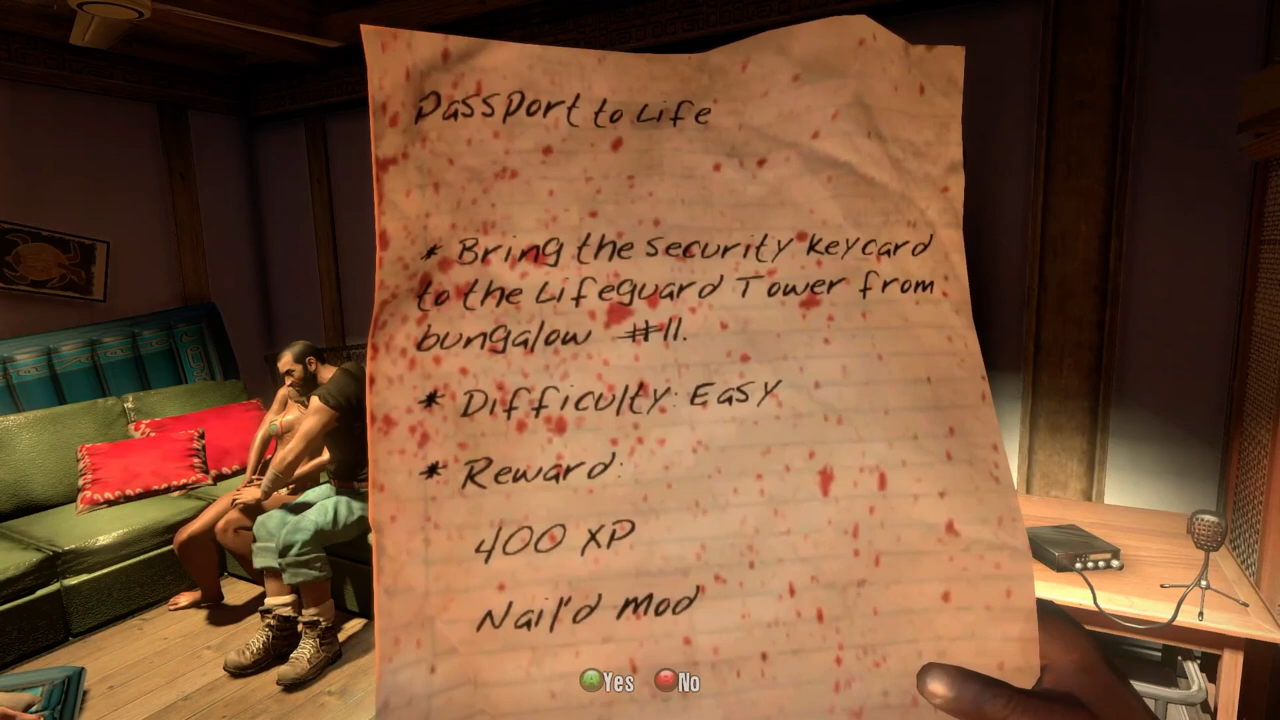 Passport to Life
* Bring the security keycard
to the Lifeguard Tower from
bungalow #11.
* Difficulty: Easy
* Reward:
400 XP
Nail'd Mod
A Yes B No